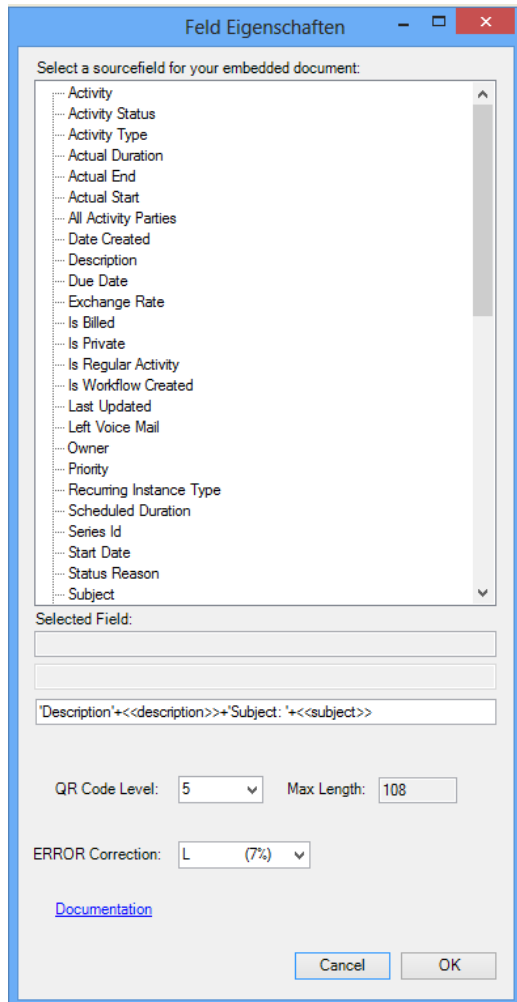 Feld Eigenschaften
Select a sourcefield for your embedded document:
Activity
Activity Status
Activity Type
Actual Duration
Actual End
Actual Start
All Activity Parties
Date Created
Description
Due Date
Exchange Rate
Is Billed
Is Private
Is Regular Activity
Is Workflow Created
Last Updated
Left Voice Mail
Owner
Priority
Recurring Instance Type
Scheduled Duration
Series Id
Start Date
Status Reason
Subject
Selected Field:
'Description'+<<description>>+'Subject: '+<<subject>>
QR Code Level: 5 Max Length: 108
ERROR Correction: L (7%)
Documentation
Cancel OK